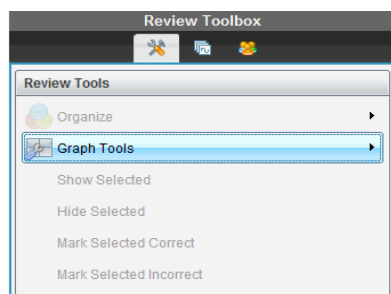 Review Toolbox
Review Tools
Organize
Graph Tools
Show Selected
Hide Selected
Mark Selected Correct
Mark Selected Incorrect